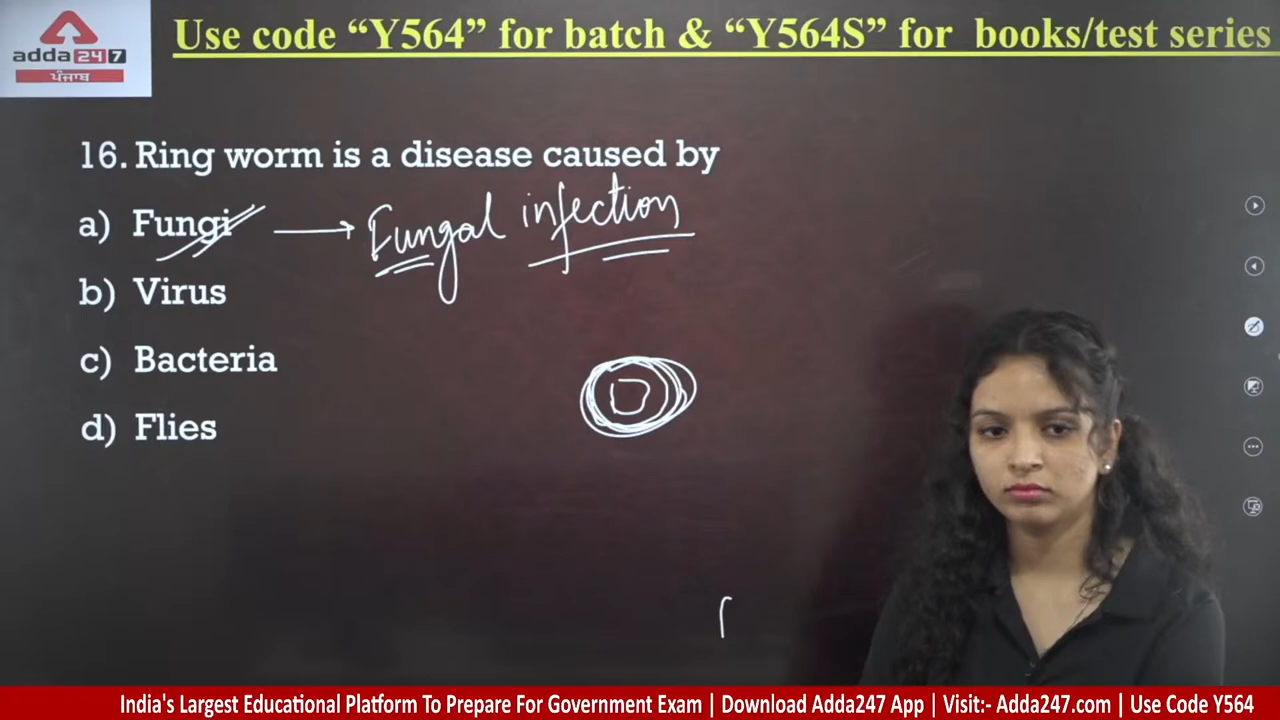 adda247
ਪੰਜਾਬ
Use code “Y564” for batch & “Y564S” for books/test series
16. Ring worm is a disease caused by
a) Fungi → Fungal infection
b) Virus
c) Bacteria
d) Flies
India's Largest Educational Platform To Prepare For Government Exam | Download Adda247 App | Visit:- Adda247.com | Use Code Y564